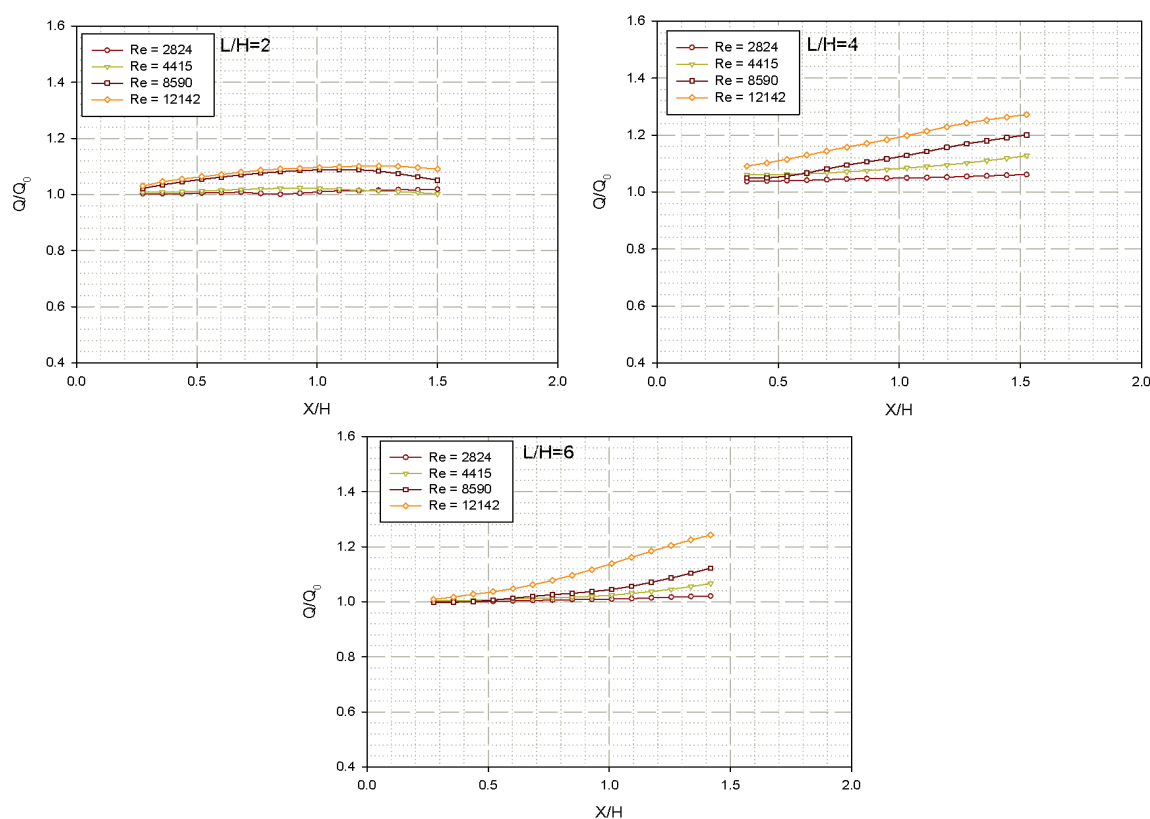 L/H=2
Re = 2824
Re = 4415
Re = 8590
Re = 12142
1.6
1.4
1.2
1.0
0.8
0.6
0.4
Q/Q0
0.0
0.5
1.0
1.5
2.0
X/H
L/H=4
Re = 2824
Re = 4415
Re = 8590
Re = 12142
1.6
1.4
1.2
1.0
0.8
0.6
0.4
Q/Q0
0.0
0.5
1.0
1.5
2.0
X/H
L/H=6
Re = 2824
Re = 4415
Re = 8590
Re = 12142
1.6
1.4
1.2
1.0
0.8
0.6
0.4
Q/Q0
0.0
0.5
1.0
1.5
2.0
X/H